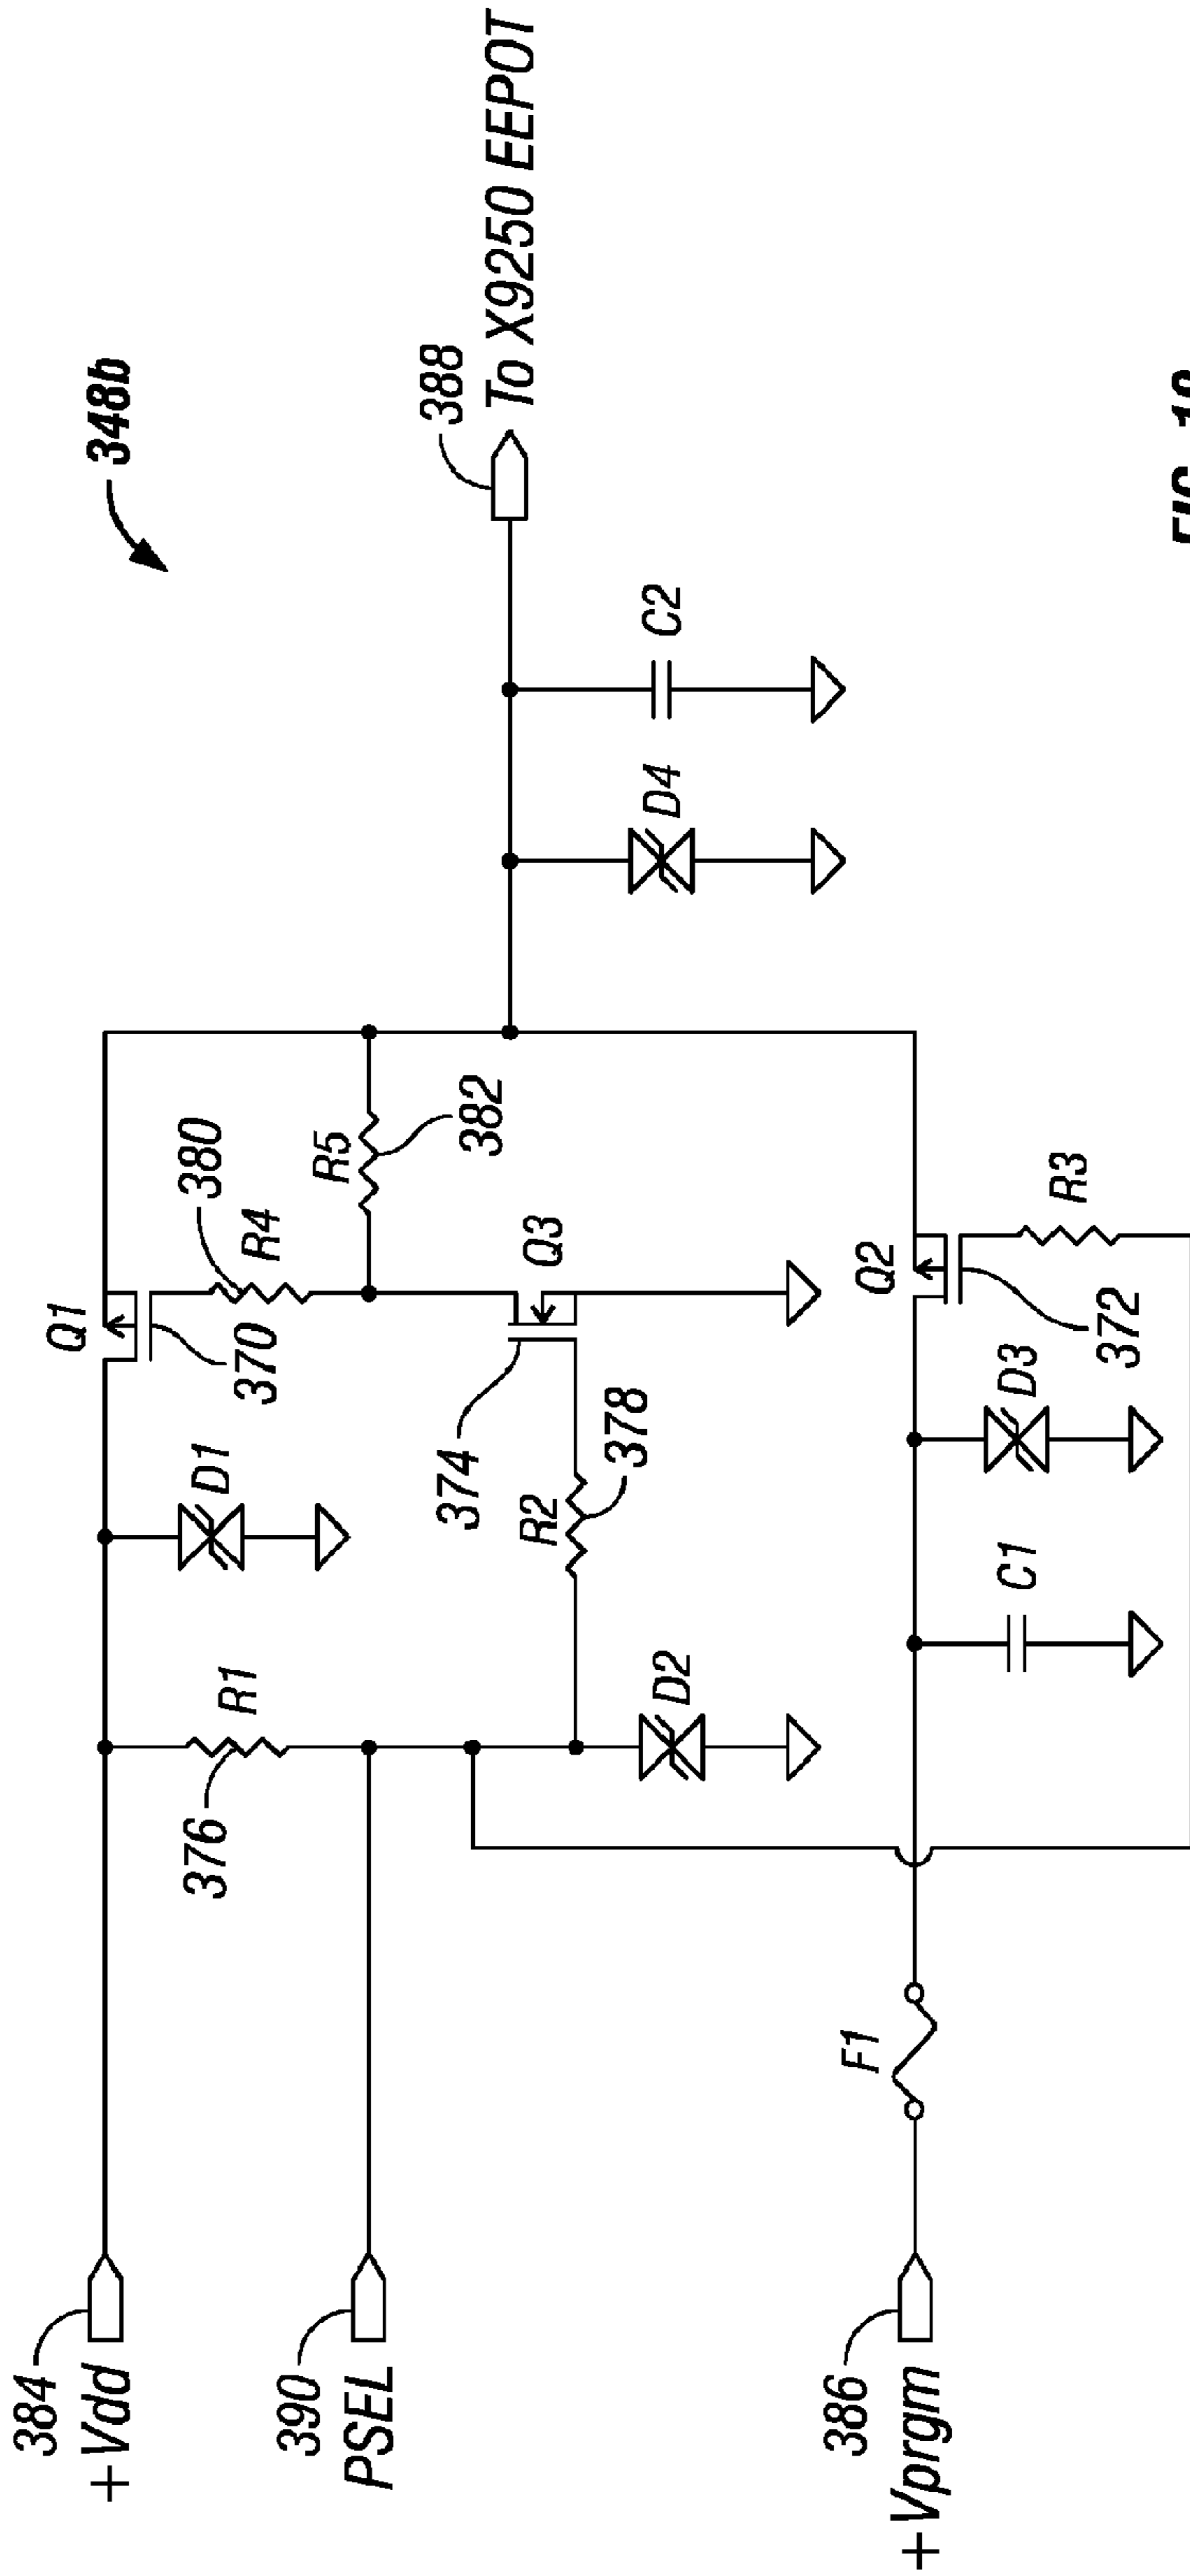 348b
384
+Vdd
376
R1
D1
Q1
370
380
R4
R5
382
390
PSEL
374
Q3
R2
378
D2
388
To X9250 EEPOT
D4
C2
386
+Vprgm
F1
C1
D3
Q2
372
R3